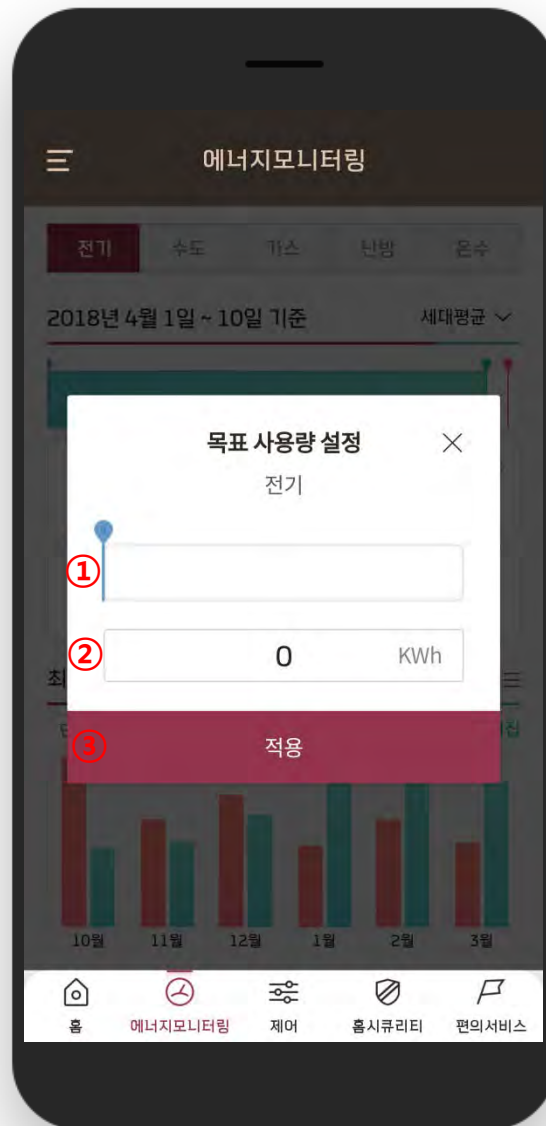 에너지모니터링
전기 수도 가스 난방 온수
2018년 4월 1일 ~ 10일 기준 세대평균
목표 사용량 설정
전기
①
② 0 KWh
최
③ 적용
집
10월 11월 12월 1월 2월 3월
홈 에너지모니터링 제어 홈시큐리티 편의서비스